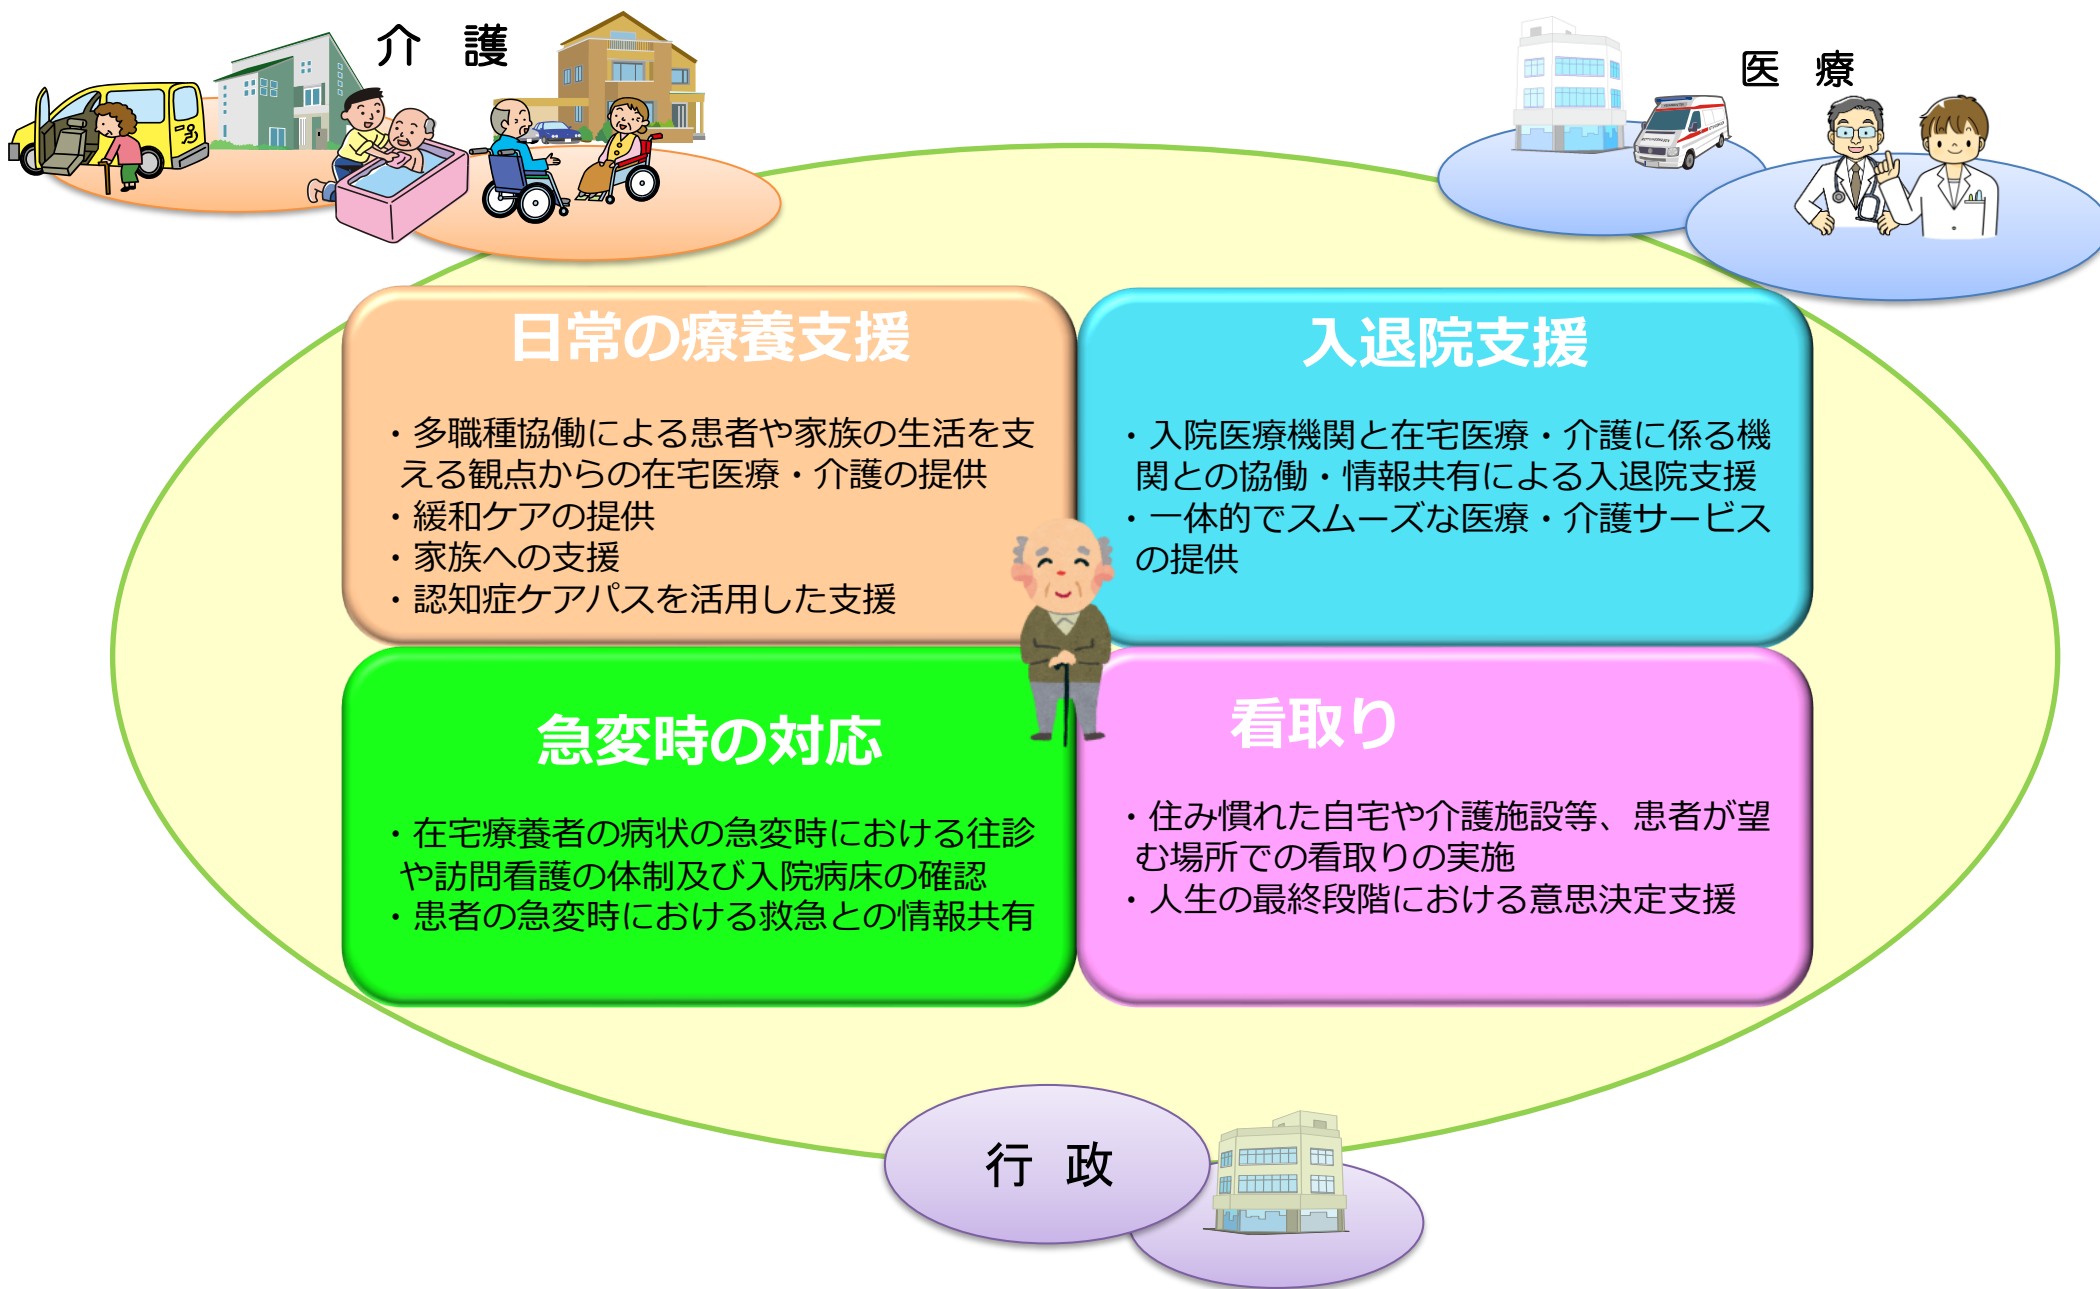 介 護
医 療
日常の療養支援
・多職種協働による患者や家族の生活を支
える観点からの在宅医療・介護の提供
・緩和ケアの提供
・家族への支援
・認知症ケアパスを活用した支援
入退院支援
・入院医療機関と在宅医療・介護に係る機
関との協働・情報共有による入退院支援
・一体的でスムーズな医療・介護サービス
の提供
急変時の対応
・在宅療養者の病状の急変時における往診
や訪問看護の体制及び入院病床の確認
・患者の急変時における救急との情報共有
看取り
・住み慣れた自宅や介護施設等、患者が望
む場所での看取りの実施
・人生の最終段階における意思決定支援
行 政